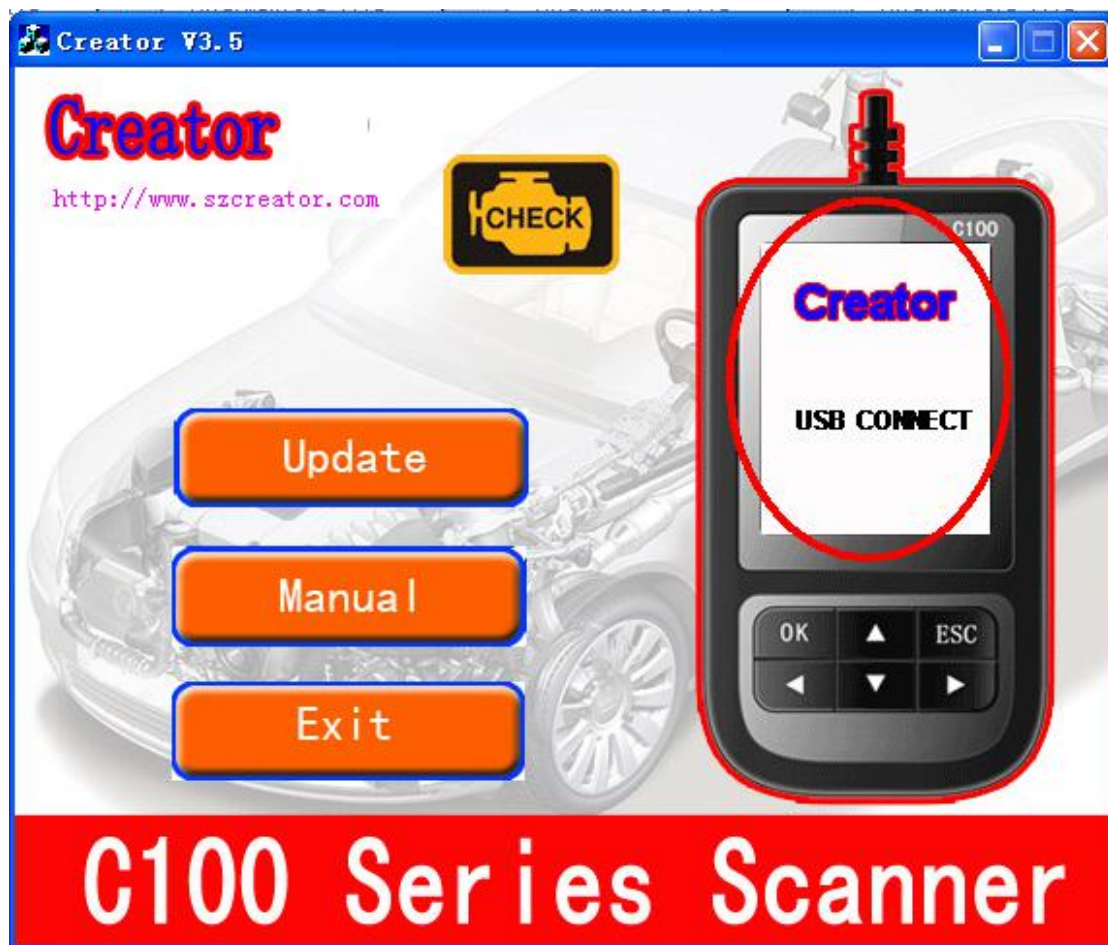 Creator V3.5
Creator
http://www.szcreator.com
CHECK
C100
Creator
USB CONNECT
Update
Manual
Exit
OK
ESC
C100 Series Scanner